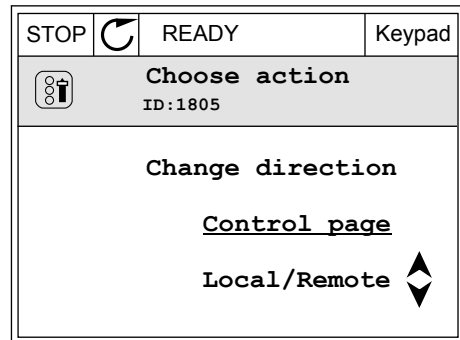 STOP READY Keypad
Choose action
ID:1805
Change direction
Control page
Local/Remote